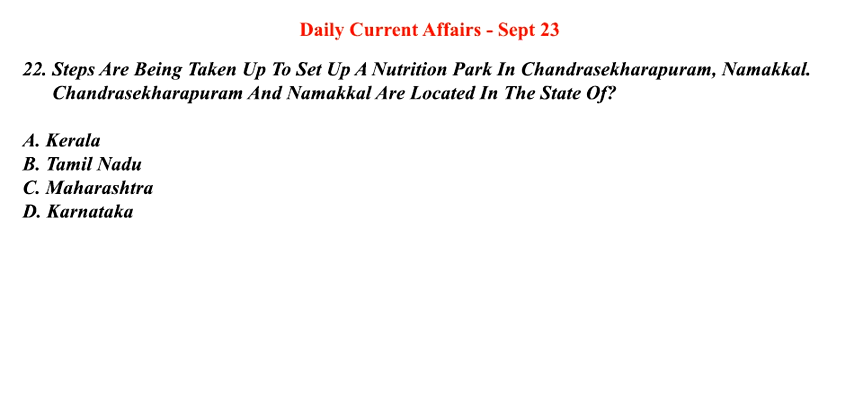 Daily Current Affairs - Sept 23
22. Steps Are Being Taken Up To Set Up A Nutrition Park In Chandrasekharapuram, Namakkal.
Chandrasekharapuram And Namakkal Are Located In The State Of?
A. Kerala
B. Tamil Nadu
C. Maharashtra
D. Karnataka